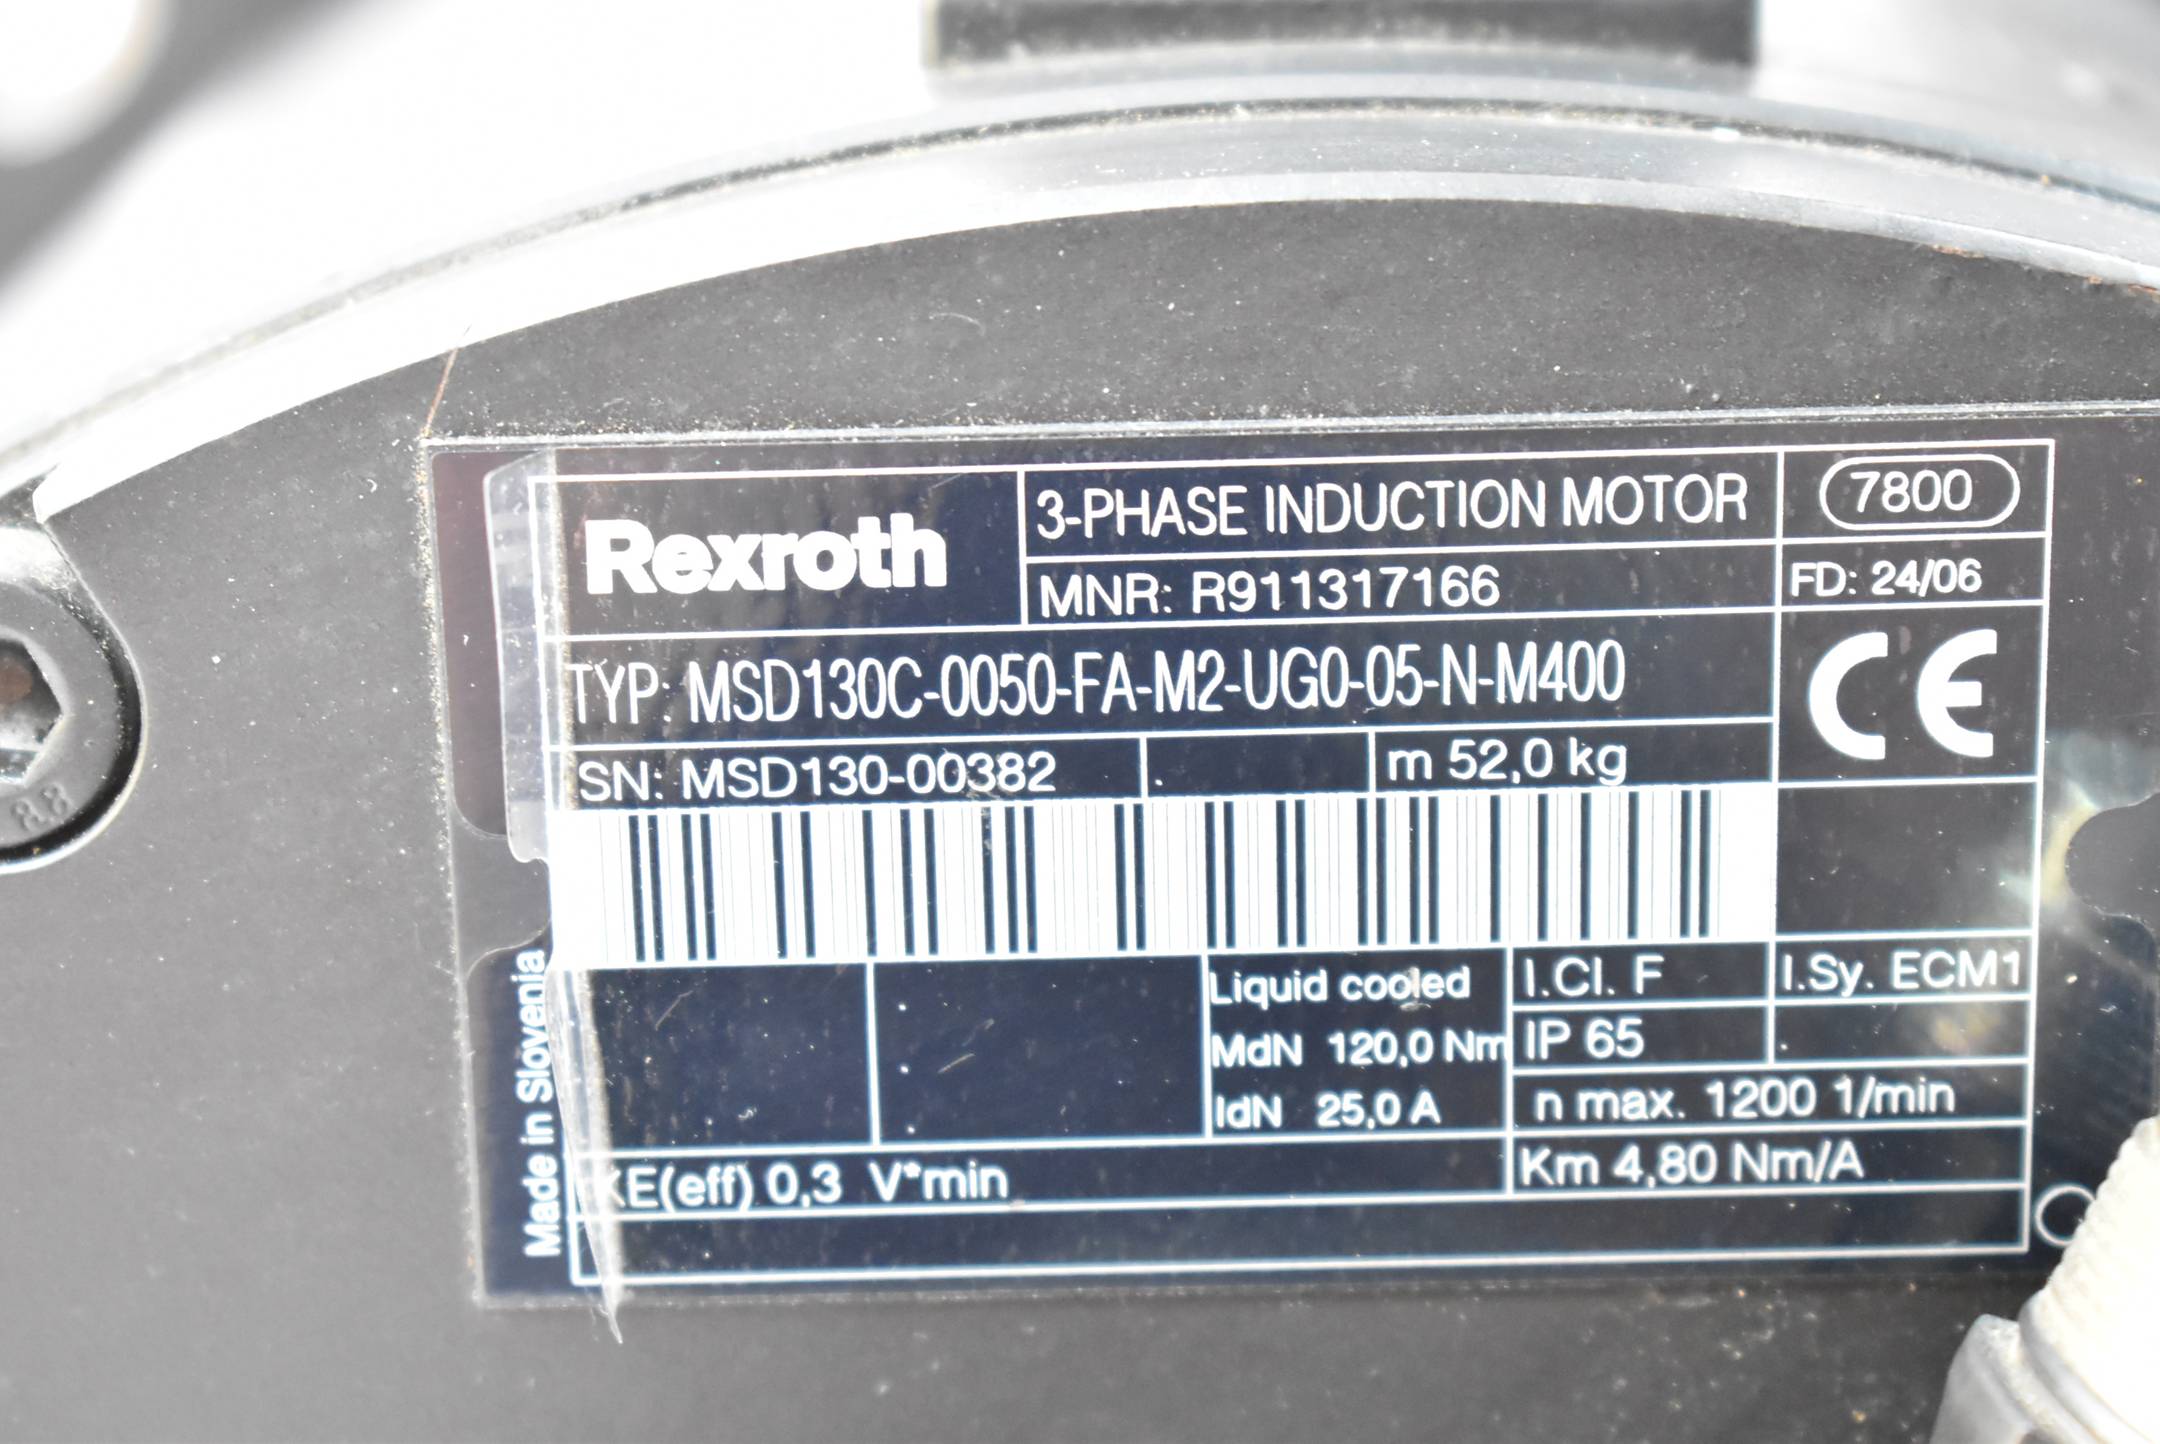 Rexroth
3-PHASE INDUCTION MOTOR
7800
MNR: R911317166
FD: 24/06
TYP: MSD130C-0050-FA-M2-UG0-05-N-M400
CE
SN: MSD130-00382
.
m 52,0 kg
Liquid cooled
I.Cl. F
I.Sy. ECM1
MdN 120,0 Nm
IP 65
IdN 25,0 A
n max. 1200 1/min
KE(eff) 0,3 V*min
Km 4,80 Nm/A
Made in Slovenia
8.8